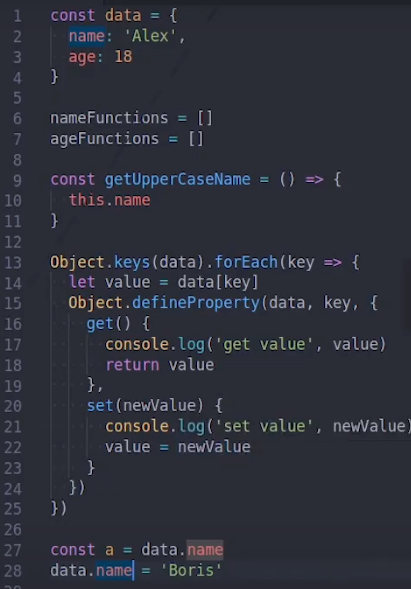 1 const data = {
2   name: 'Alex',
3   age: 18
4 }
5
6 nameFunctions = []
7 ageFunctions = []
8
9 const getUpperCaseName = () => {
10   this.name
11 }
12
13 Object.keys(data).forEach(key => {
14   let value = data[key]
15   Object.defineProperty(data, key, {
16     get() {
17       console.log('get value', value)
18       return value
19     },
20     set(newValue) {
21       console.log('set value', newValue)
22       value = newValue
23     }
24   })
25 })
26
27 const a = data.name
28 data.name = 'Boris'